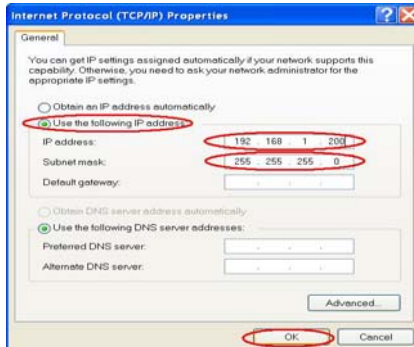 Internet Protocol (TCP/IP) Properties
General
You can get IP settings assigned automatically if your network supports this
capability. Otherwise, you need to ask your network administrator for the
appropriate IP settings.
Obtain an IP address automatically
Use the following IP address:
IP address: 192 . 168 . 1 . 200
Subnet mask: 255 . 255 . 255 . 0
Default gateway: . . .
Obtain DNS server address automatically
Use the following DNS server addresses:
Preferred DNS server: . . .
Alternate DNS server: . . .
Advanced...
OK Cancel